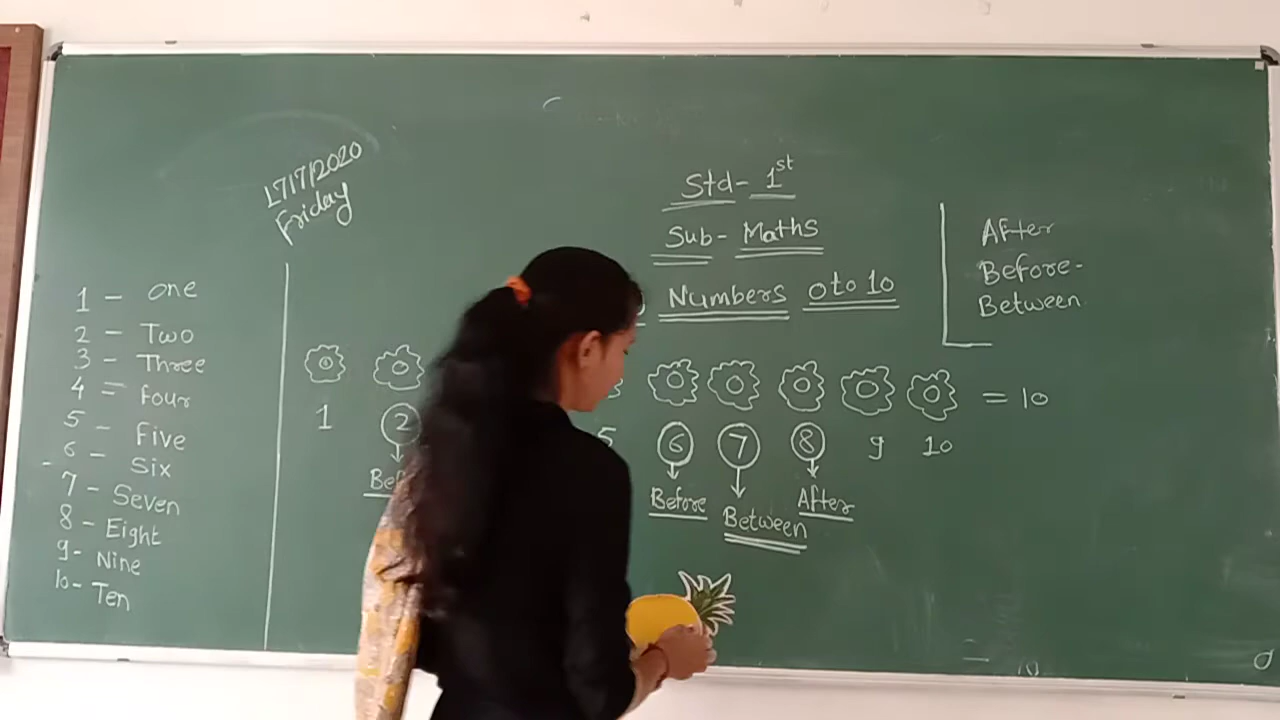 17/7/2020
Friday
Std- 1st
Sub- Maths
Numbers 0 to 10
After
Before-
Between
1 - one
2 - Two
3 - Three
4 - Four
5 - Five
6 - Six
7 - Seven
8 - Eight
9 - Nine
10 - Ten
= 10
1 2 5 6 7 8 9 10
Before Between After